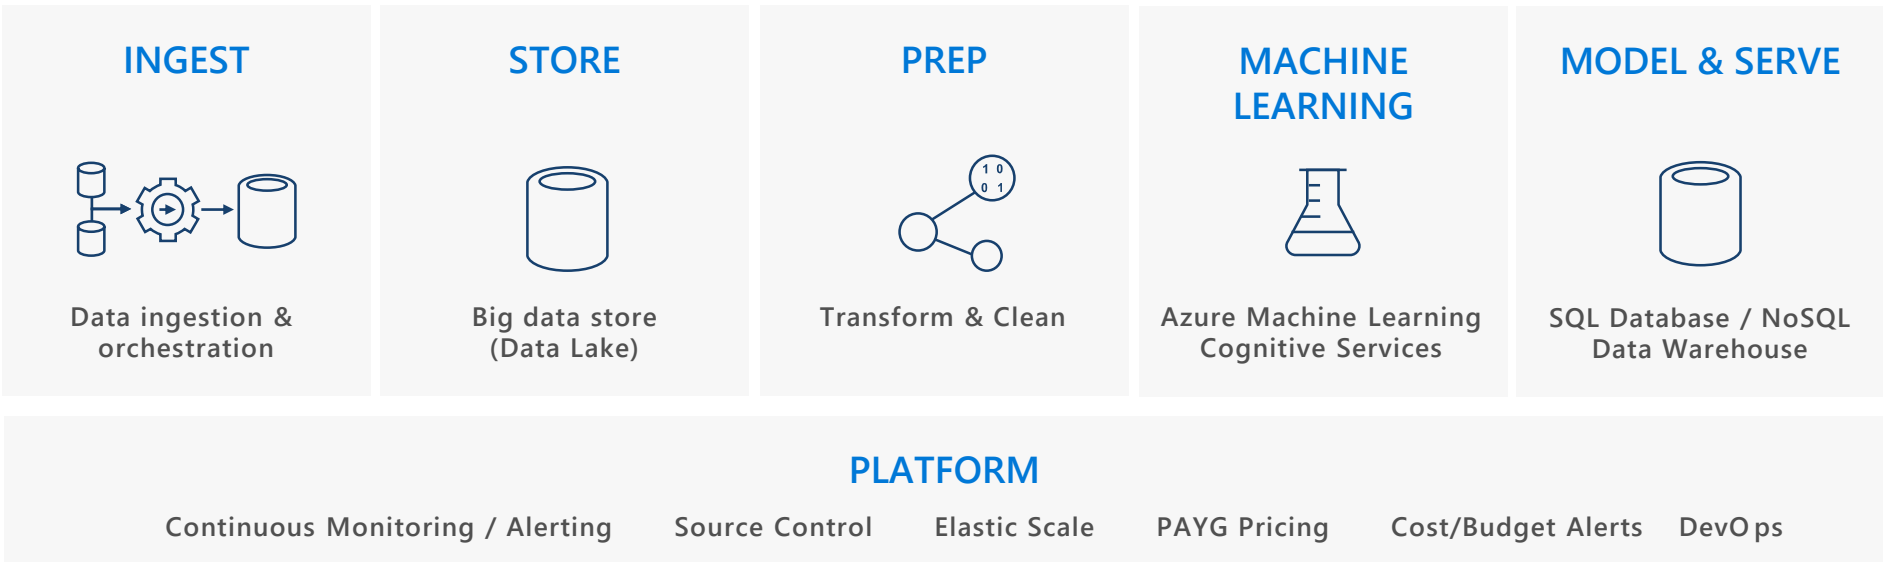 INGEST
Data ingestion &
orchestration
STORE
Big data store
(Data Lake)
PREP
1 0
0 1
Transform & Clean
MACHINE
LEARNING
Azure Machine Learning
Cognitive Services
MODEL & SERVE
SQL Database / NoSQL
Data Warehouse
PLATFORM
Continuous Monitoring / Alerting Source Control Elastic Scale PAYG Pricing Cost/Budget Alerts DevOps